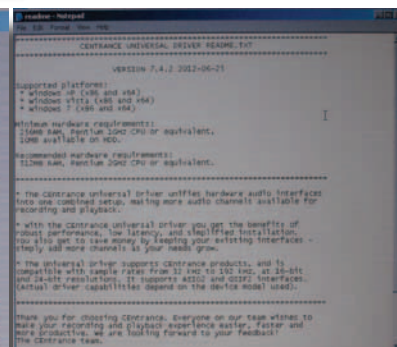 readme - Notepad
File Edit Format View Help
CENTRANCE UNIVERSAL DRIVER README.TXT
VERSION 7.4.2 2012-06-25
Supported platforms:
* Windows XP (x86 and x64)
* Windows Vista (x86 and x64)
* Windows 7 (x86 and x64)
Minimum Hardware requirements:
256MB RAM, Pentium 1GHz CPU or equivalent,
10MB available on HDD.
Recommended Hardware requirements:
512MB RAM, Pentium 2GHz CPU or equivalent.
* The CEntrance Universal Driver unifies hardware audio interfaces
into one combined setup, making more audio channels available for
recording and playback.
* With the CEntrance Universal Driver you get the benefits of
robust performance, low latency, and simplified installation.
You also get to save money by keeping your existing interfaces -
simply add more channels as your needs grow.
* The Universal Driver supports CEntrance products, and is
compatible with sample rates from 32 kHz to 192 kHz, at 16-bit
and 24-bit resolutions. It supports ASIO2 and GSIF2 interfaces.
(Actual driver capabilities depend on the device model used).
Thank you for choosing CEntrance. Everyone on our team wishes to
make your recording and playback experience easier, faster and
more productive. We are looking forward to your feedback!
The CEntrance team.